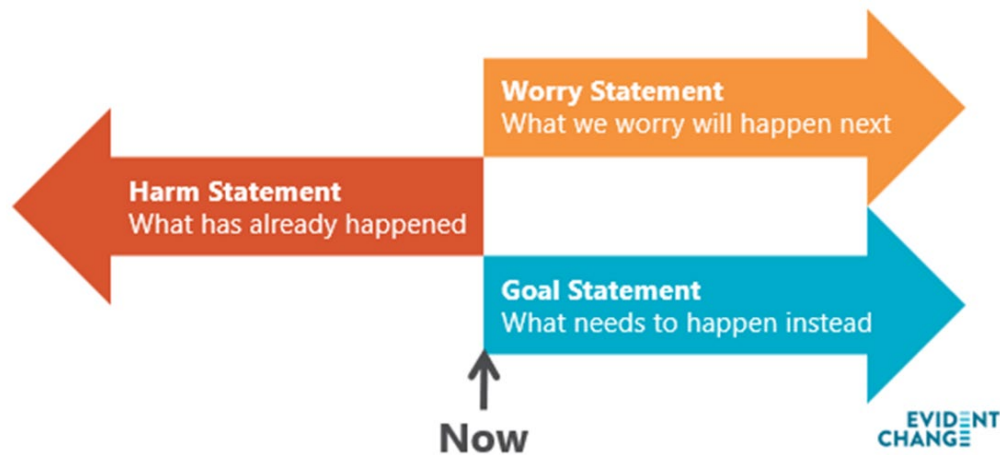 Worry Statement
What we worry will happen next
Harm Statement
What has already happened
Goal Statement
What needs to happen instead
Now
EVIDENT
CHANGE